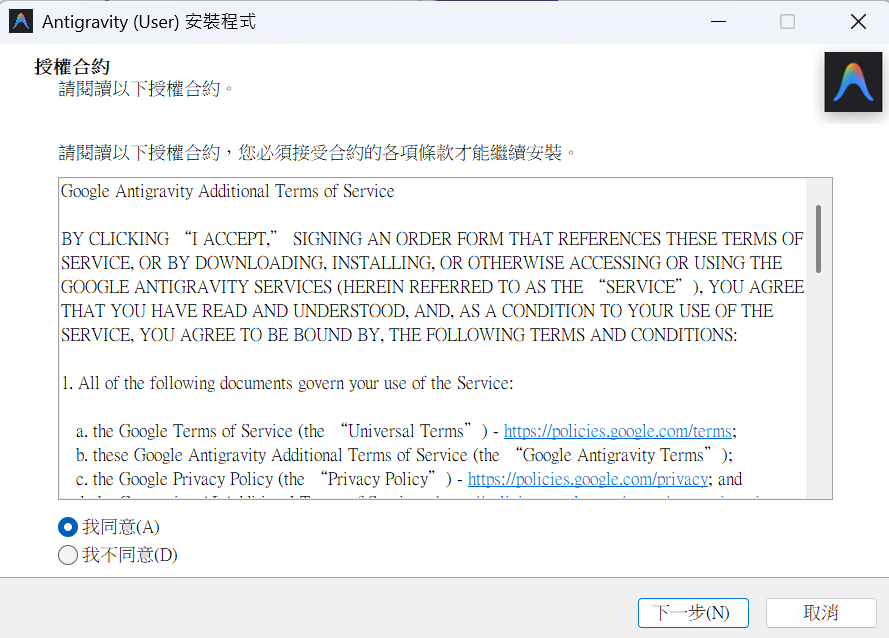 Antigravity (User) 安裝程式
授權合約
請閱讀以下授權合約。
請閱讀以下授權合約，您必須接受合約的各項條款才能繼續安裝。
Google Antigravity Additional Terms of Service
BY CLICKING “I ACCEPT,” SIGNING AN ORDER FORM THAT REFERENCES THESE TERMS OF
SERVICE, OR BY DOWNLOADING, INSTALLING, OR OTHERWISE ACCESSING OR USING THE
GOOGLE ANTIGRAVITY SERVICES (HEREIN REFERRED TO AS THE “SERVICE”), YOU AGREE
THAT YOU HAVE READ AND UNDERSTOOD, AND, AS A CONDITION TO YOUR USE OF THE
SERVICE, YOU AGREE TO BE BOUND BY, THE FOLLOWING TERMS AND CONDITIONS:
1. All of the following documents govern your use of the Service:
a. the Google Terms of Service (the “Universal Terms”) - https://policies.google.com/terms;
b. these Google Antigravity Additional Terms of Service (the “Google Antigravity Terms”);
c. the Google Privacy Policy (the “Privacy Policy”) - https://policies.google.com/privacy; and
我同意(A)
我不同意(D)
下一步(N)
取消